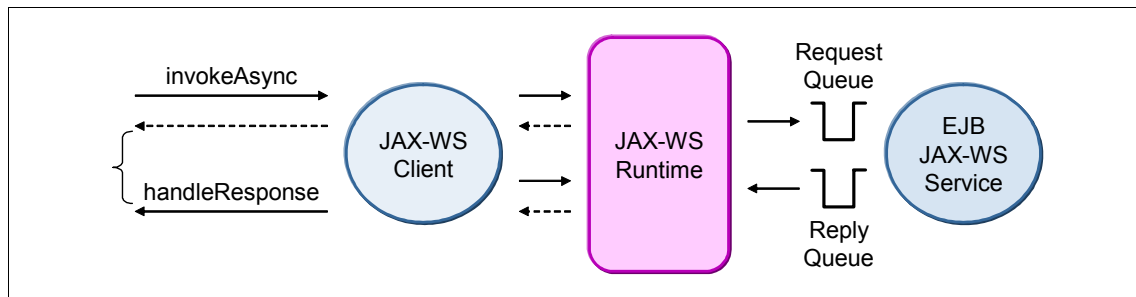 invokeAsync
handleResponse
JAX-WS
Client
JAX-WS
Runtime
Request
Queue
Reply
Queue
EJB
JAX-WS
Service